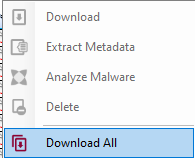 Download
Extract Metadata
Analyze Malware
Delete
Download All